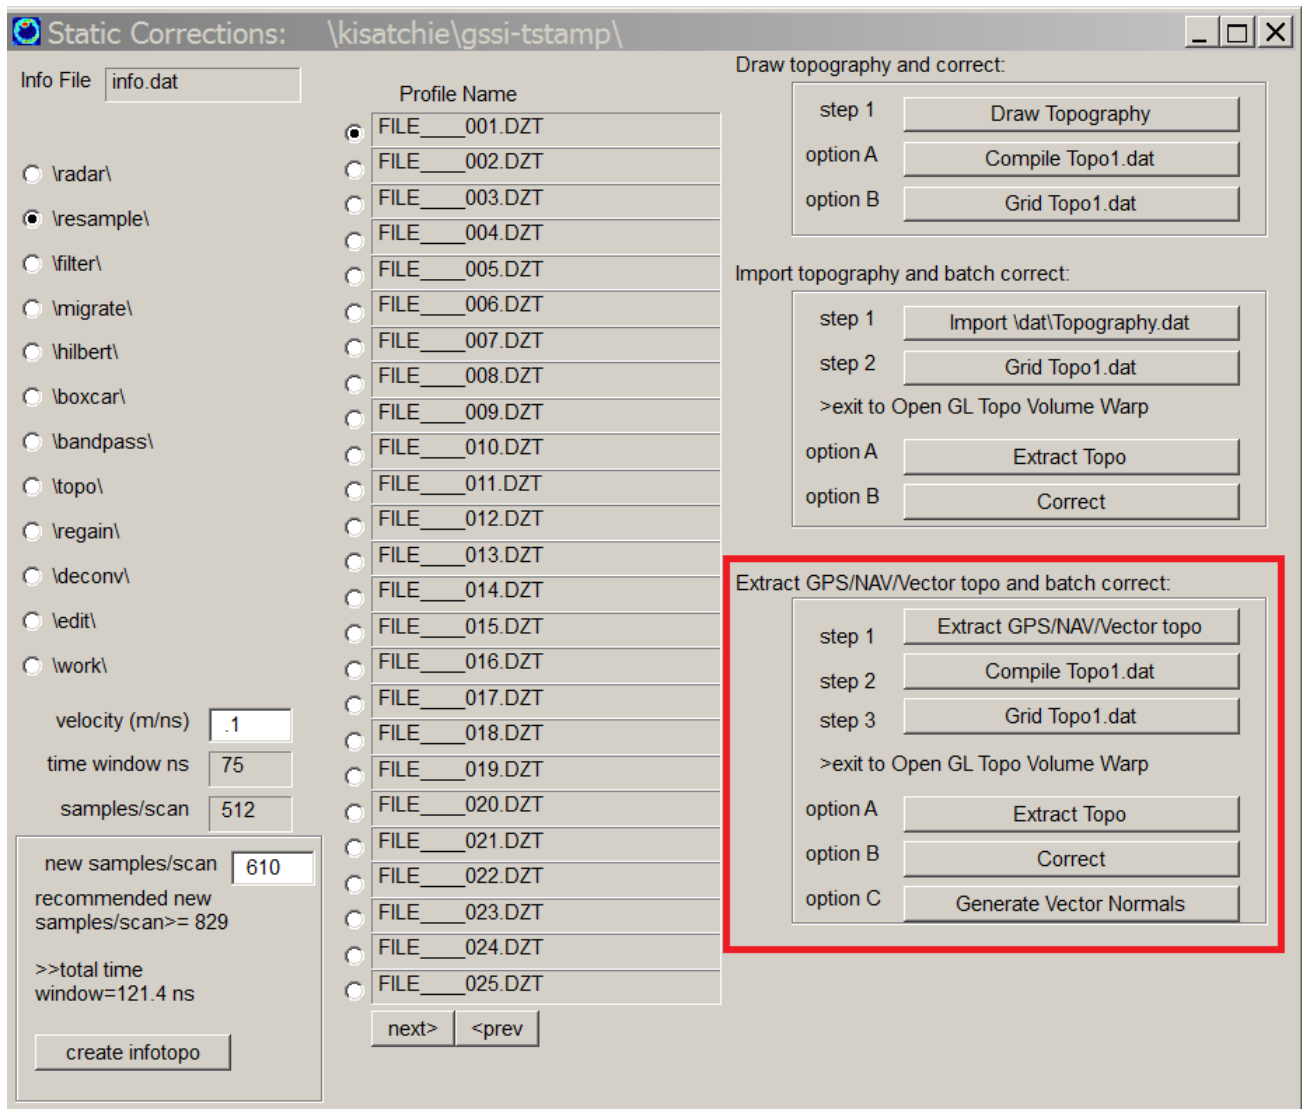 Static Corrections: \kisatchie\gssi-tstamp\
Info File info.dat
\radar\
\resample\
\filter\
\migrate\
\hilbert\
\boxcar\
\bandpass\
\topo\
\regain\
\deconv\
\edit\
\work\
velocity (m/ns) .1
time window ns 75
samples/scan 512
new samples/scan 610
recommended new
samples/scan>= 829
>>total time
window=121.4 ns
create infotopo
Profile Name
FILE____001.DZT
FILE____002.DZT
FILE____003.DZT
FILE____004.DZT
FILE____005.DZT
FILE____006.DZT
FILE____007.DZT
FILE____008.DZT
FILE____009.DZT
FILE____010.DZT
FILE____011.DZT
FILE____012.DZT
FILE____013.DZT
FILE____014.DZT
FILE____015.DZT
FILE____016.DZT
FILE____017.DZT
FILE____018.DZT
FILE____019.DZT
FILE____020.DZT
FILE____021.DZT
FILE____022.DZT
FILE____023.DZT
FILE____024.DZT
FILE____025.DZT
next> <prev
Draw topography and correct:
step 1 Draw Topography
option A Compile Topo1.dat
option B Grid Topo1.dat
Import topography and batch correct:
step 1 Import \dat\Topography.dat
step 2 Grid Topo1.dat
>exit to Open GL Topo Volume Warp
option A Extract Topo
option B Correct
Extract GPS/NAV/Vector topo and batch correct:
step 1 Extract GPS/NAV/Vector topo
step 2 Compile Topo1.dat
step 3 Grid Topo1.dat
>exit to Open GL Topo Volume Warp
option A Extract Topo
option B Correct
option C Generate Vector Normals